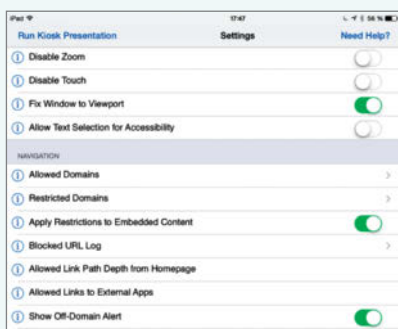 iPad 17:47 56 %
Run Kiosk Presentation Settings Need Help?
Disable Zoom
Disable Touch
Fix Window to Viewport
Allow Text Selection for Accessibility
NAVIGATION
Allowed Domains
Restricted Domains
Apply Restrictions to Embedded Content
Blocked URL Log
Allowed Link Path Depth from Homepage
Allowed Links to External Apps
Show Off-Domain Alert